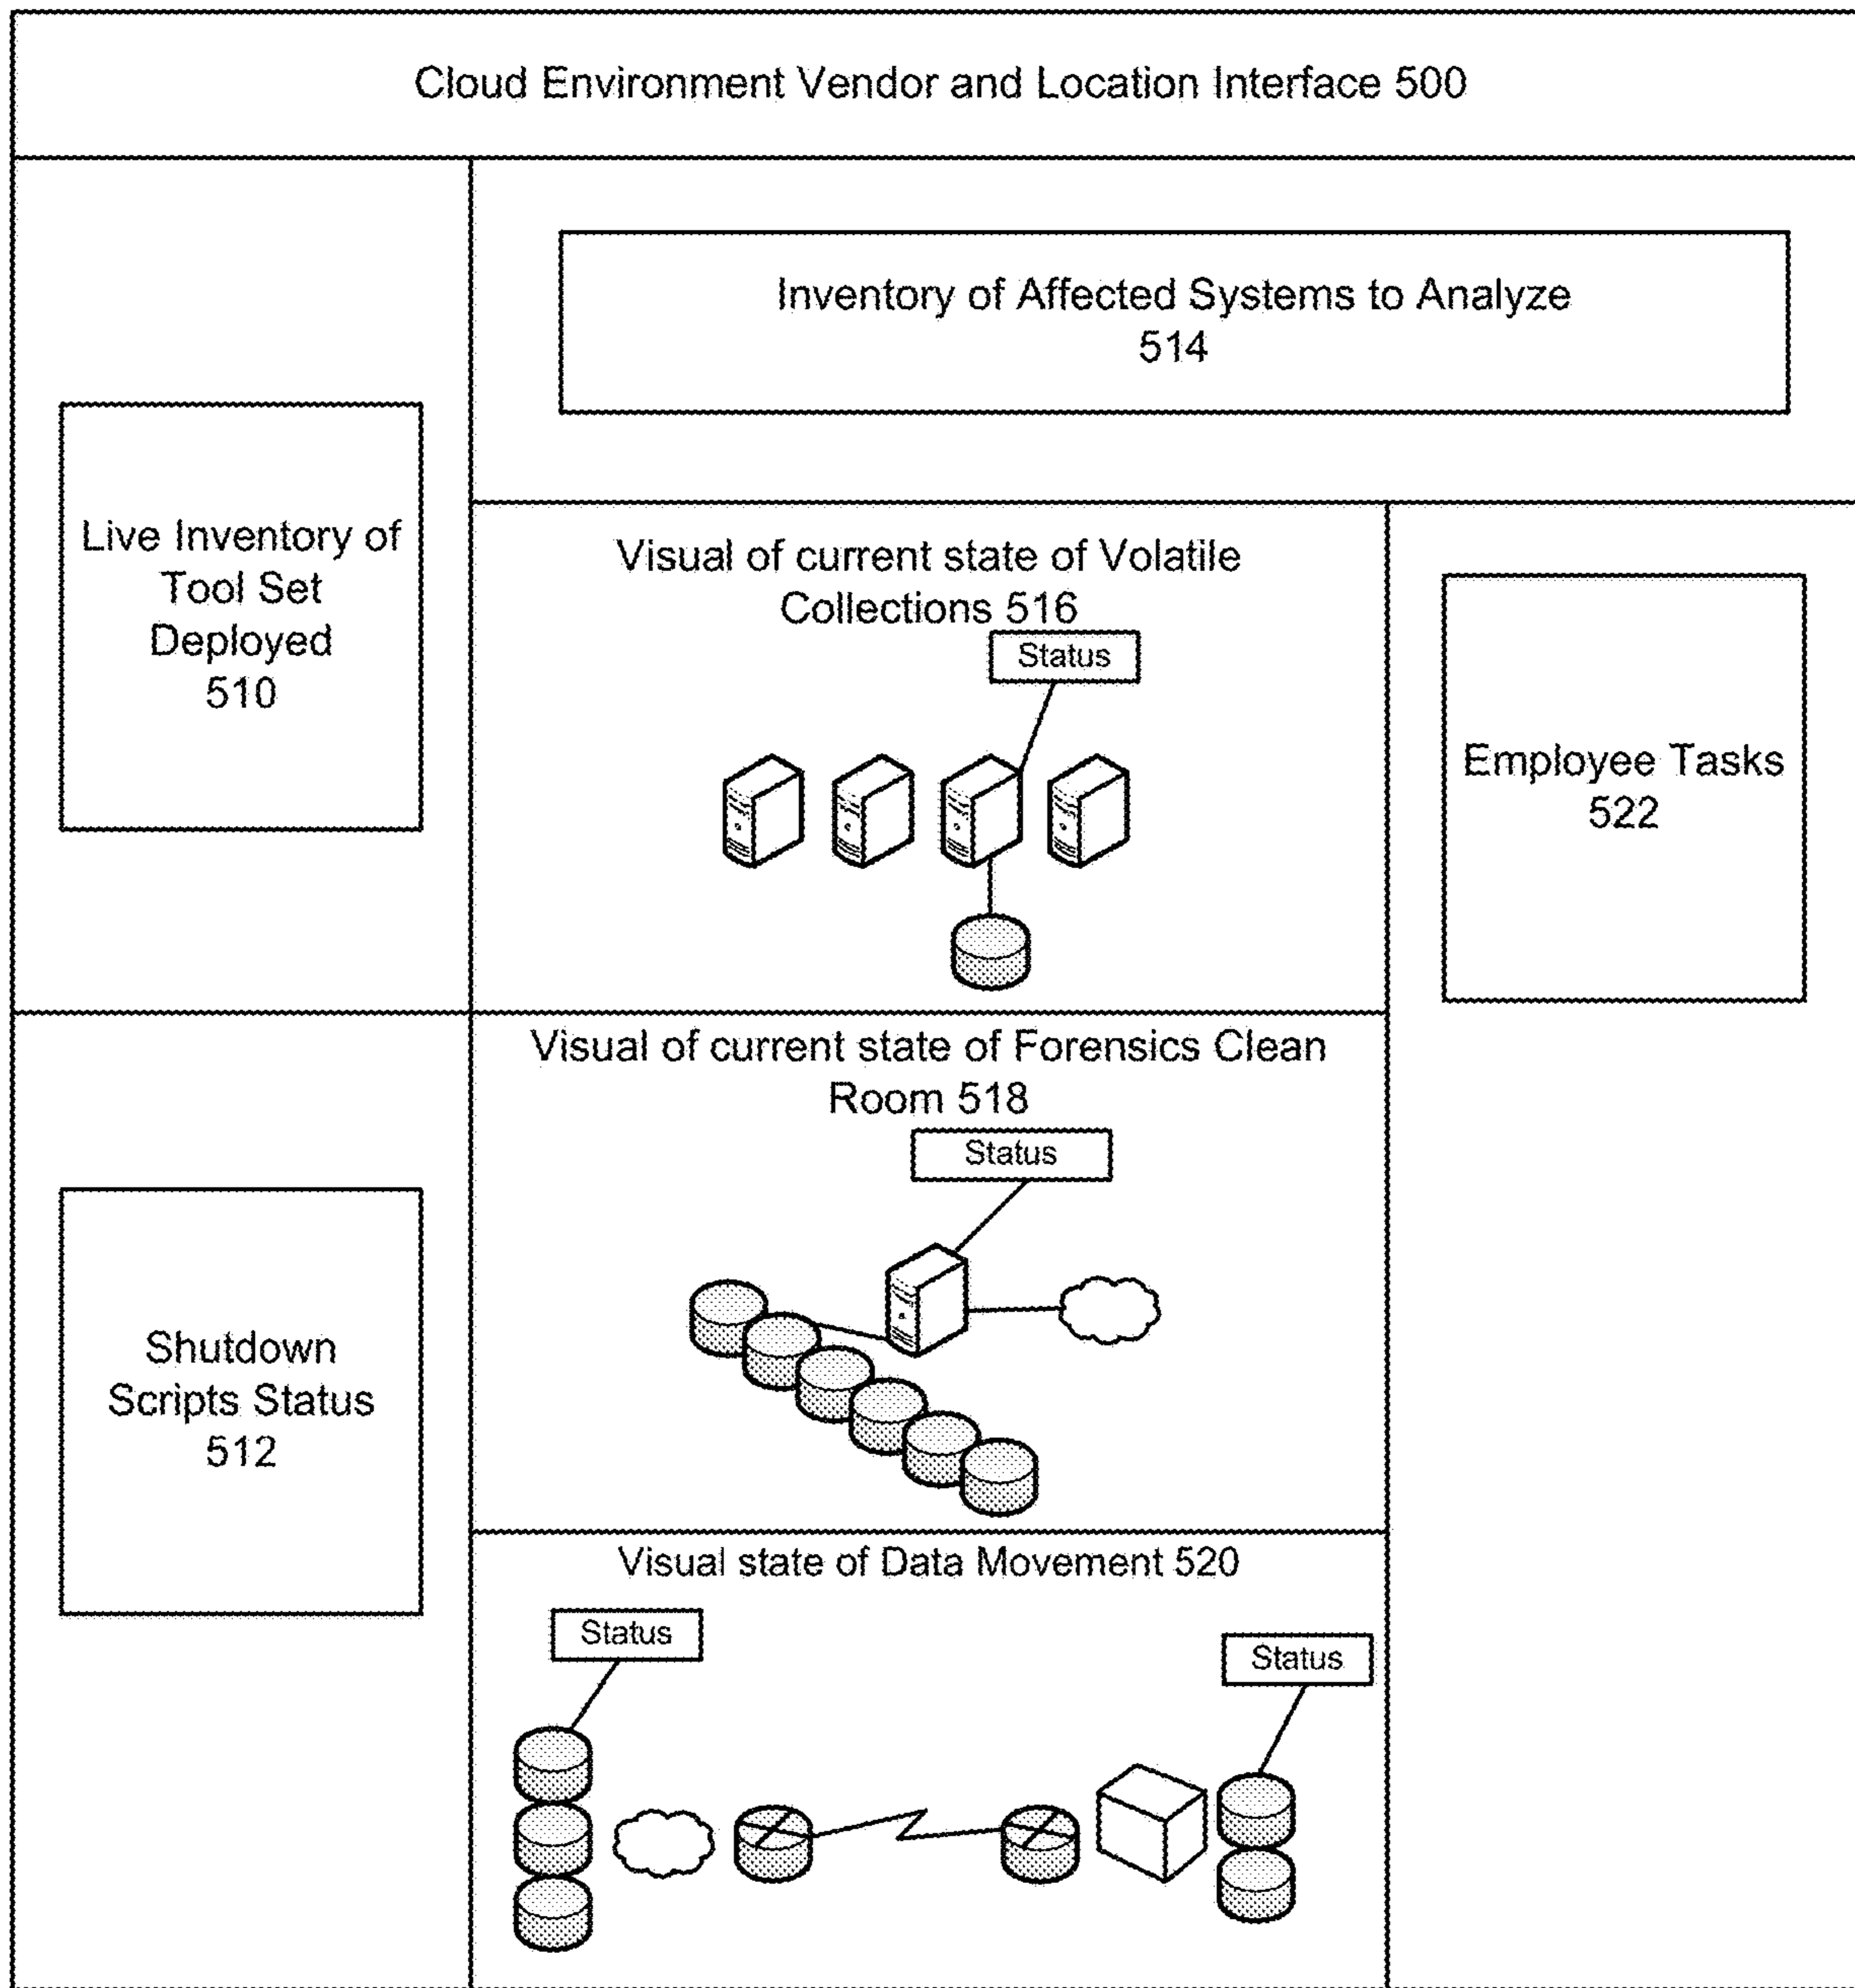 Cloud Environment Vendor and Location Interface 500
Inventory of Affected Systems to Analyze
514
Live Inventory of
Tool Set
Deployed
510
Visual of current state of Volatile
Collections 516
Status
Employee Tasks
522
Visual of current state of Forensics Clean
Room 518
Status
Shutdown
Scripts Status
512
Visual state of Data Movement 520
Status
Status